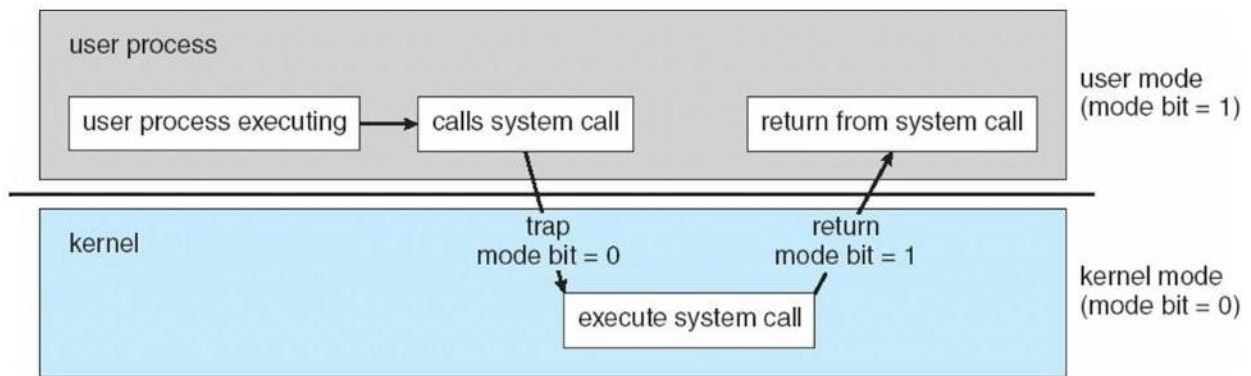 user process
user process executing
calls system call
return from system call
user mode
(mode bit = 1)
kernel
trap
mode bit = 0
return
mode bit = 1
execute system call
kernel mode
(mode bit = 0)